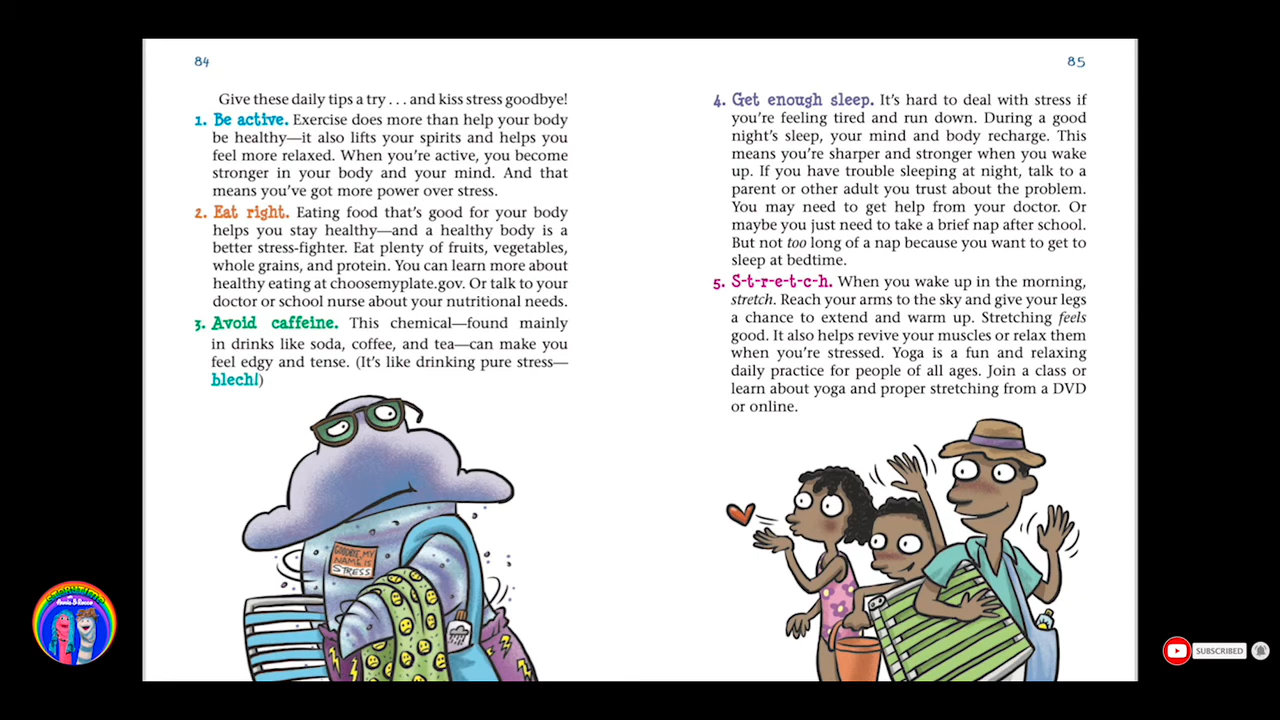 84
Give these daily tips a try . . . and kiss stress goodbye!
1. Be active. Exercise does more than help your body
be healthy—it also lifts your spirits and helps you
feel more relaxed. When you're active, you become
stronger in your body and your mind. And that
means you've got more power over stress.
2. Eat right. Eating food that's good for your body
helps you stay healthy—and a healthy body is a
better stress-fighter. Eat plenty of fruits, vegetables,
whole grains, and protein. You can learn more about
healthy eating at choosemyplate.gov. Or talk to your
doctor or school nurse about your nutritional needs.
3. Avoid caffeine. This chemical—found mainly
in drinks like soda, coffee, and tea—can make you
feel edgy and tense. (It's like drinking pure stress—
blech!)
GOODBYE, MY
NAME IS
STRESS
85
4. Get enough sleep. It's hard to deal with stress if
you're feeling tired and run down. During a good
night's sleep, your mind and body recharge. This
means you're sharper and stronger when you wake
up. If you have trouble sleeping at night, talk to a
parent or other adult you trust about the problem.
You may need to get help from your doctor. Or
maybe you just need to take a brief nap after school.
But not too long of a nap because you want to get to
sleep at bedtime.
5. S-t-r-e-t-c-h. When you wake up in the morning,
stretch. Reach your arms to the sky and give your legs
a chance to extend and warm up. Stretching feels
good. It also helps revive your muscles or relax them
when you're stressed. Yoga is a fun and relaxing
daily practice for people of all ages. Join a class or
learn about yoga and proper stretching from a DVD
or online.
SUBSCRIBED